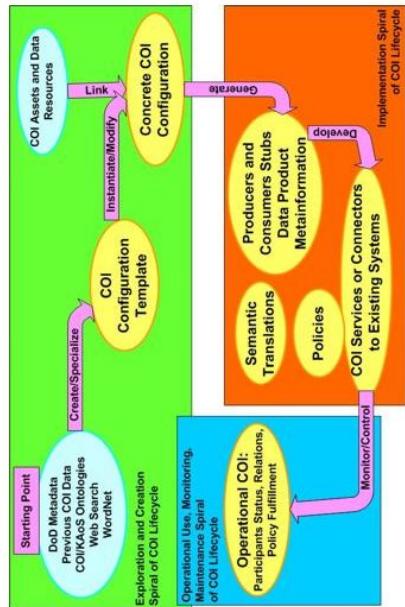 Starting Point
DoD Metadata
Previous COI Data
COI/KAoS Ontologies
Web Search
WordNet
Create/Specialize
COI
Configuration
Template
Instantiate/Modify
COI Assets and Data
Resources
Link
Concrete COI
Configuration
Exploration and Creation
Spiral of COI Lifecycle
Generate
Producers and
Consumers Stubs
Data Product
Metainformation
Develop
Semantic
Translations
Policies
COI Services or Connectors
to Existing Systems
Implementation Spiral
of COI Lifecycle
Monitor/Control
Operational Use, Monitoring,
Maintenance Spiral
of COI Lifecycle
Operational COI:
Participants Status, Relations,
Policy Fulfillment